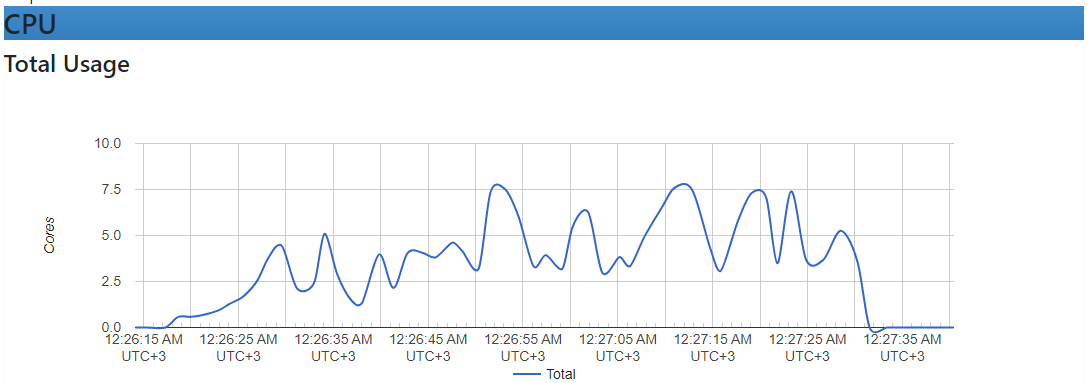 CPU
Total Usage
10.0
7.5
5.0
2.5
0.0
Cores
12:26:15 AM UTC+3
12:26:25 AM UTC+3
12:26:35 AM UTC+3
12:26:45 AM UTC+3
12:26:55 AM UTC+3
12:27:05 AM UTC+3
12:27:15 AM UTC+3
12:27:25 AM UTC+3
12:27:35 AM UTC+3
Total